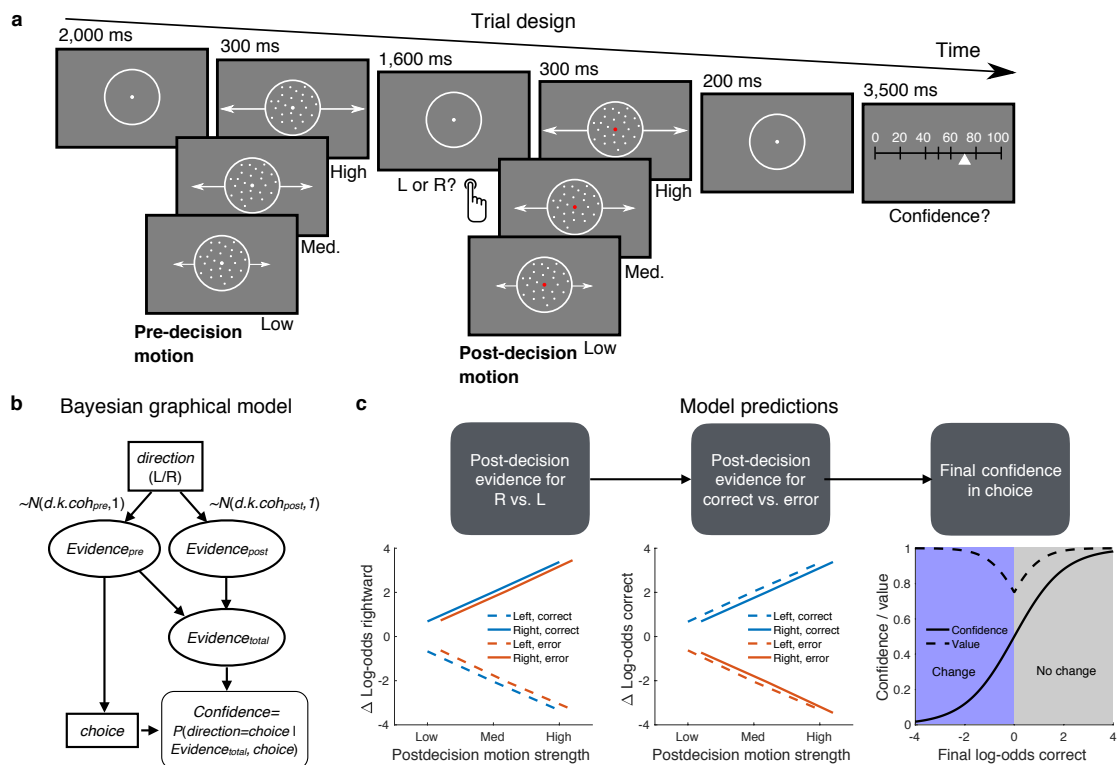 a
Trial design
Time
2,000 ms
300 ms
1,600 ms
300 ms
200 ms
3,500 ms
0 20 40 60 80 100
High
L or R?
High
Confidence?
Med.
Med.
Low
Low
Pre-decision
motion
Post-decision
motion
b
Bayesian graphical model
direction
(L/R)
~N(d.k.cohpre,1)
~N(d.k.cohpost,1)
Evidencepre
Evidencepost
Evidencetotal
choice
Confidence=
P(direction=choice |
Evidencetotal, choice)
c
Model predictions
Post-decision
evidence for
R vs. L
Post-decision
evidence for
correct vs. error
Final confidence
in choice
Δ Log-odds rightward
4
2
0
-2
-4
Left, correct
Right, correct
Left, error
Right, error
Low Med High
Postdecision motion strength
Δ Log-odds correct
4
2
0
-2
-4
Left, correct
Right, correct
Left, error
Right, error
Low Med High
Postdecision motion strength
Confidence / value
1
0.8
0.6
0.4
0.2
0
Confidence
Value
Change
No change
-4 -2 0 2 4
Final log-odds correct